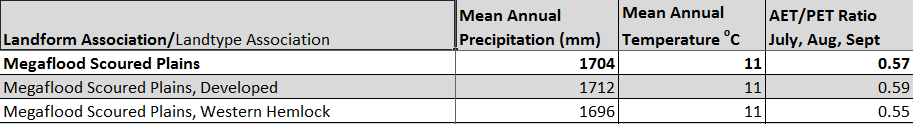 Mean Annual Mean Annual AET/PET Ratio
Landform Association/Landtype Association Precipitation (mm) Temperature °C July, Aug, Sept
Megaflood Scoured Plains 1704 11 0.57
Megaflood Scoured Plains, Developed 1712 11 0.59
Megaflood Scoured Plains, Western Hemlock 1696 11 0.55